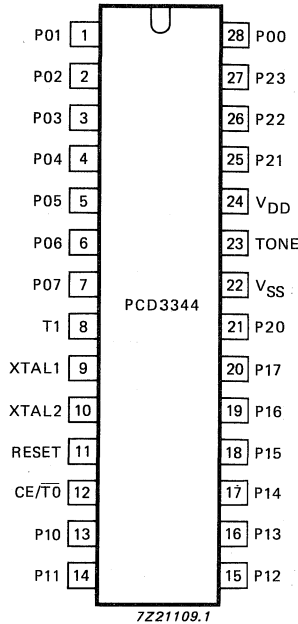 P01 1 28 P00
P02 2 27 P23
P03 3 26 P22
P04 4 25 P21
P05 5 24 VDD
P06 6 23 TONE
P07 7 22 VSS
PCD3344
T1 8 21 P20
XTAL1 9 20 P17
XTAL2 10 19 P16
RESET 11 18 P15
CE/T̅0̅ 12 17 P14
P10 13 16 P13
P11 14 15 P12
7Z21109.1